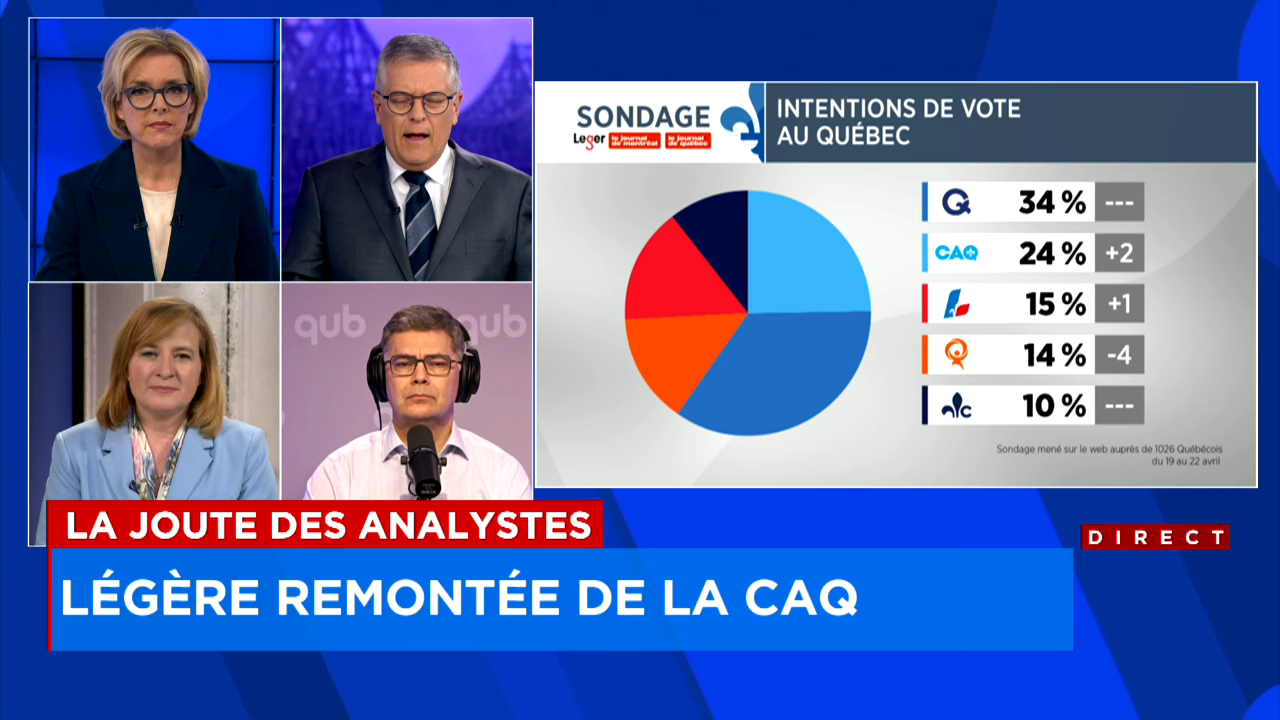 qub
qub
SONDAGE
Leger le journal de montréal le journal de québec
INTENTIONS DE VOTE
AU QUÉBEC
34 % ---
CAQ 24 % +2
15 % +1
14 % -4
C 10 % ---
Sondage mené sur le web auprès de 1026 Québécois
du 19 au 22 avril
LA JOUTE DES ANALYSTES
DIRECT
LÉGÈRE REMONTÉE DE LA CAQ